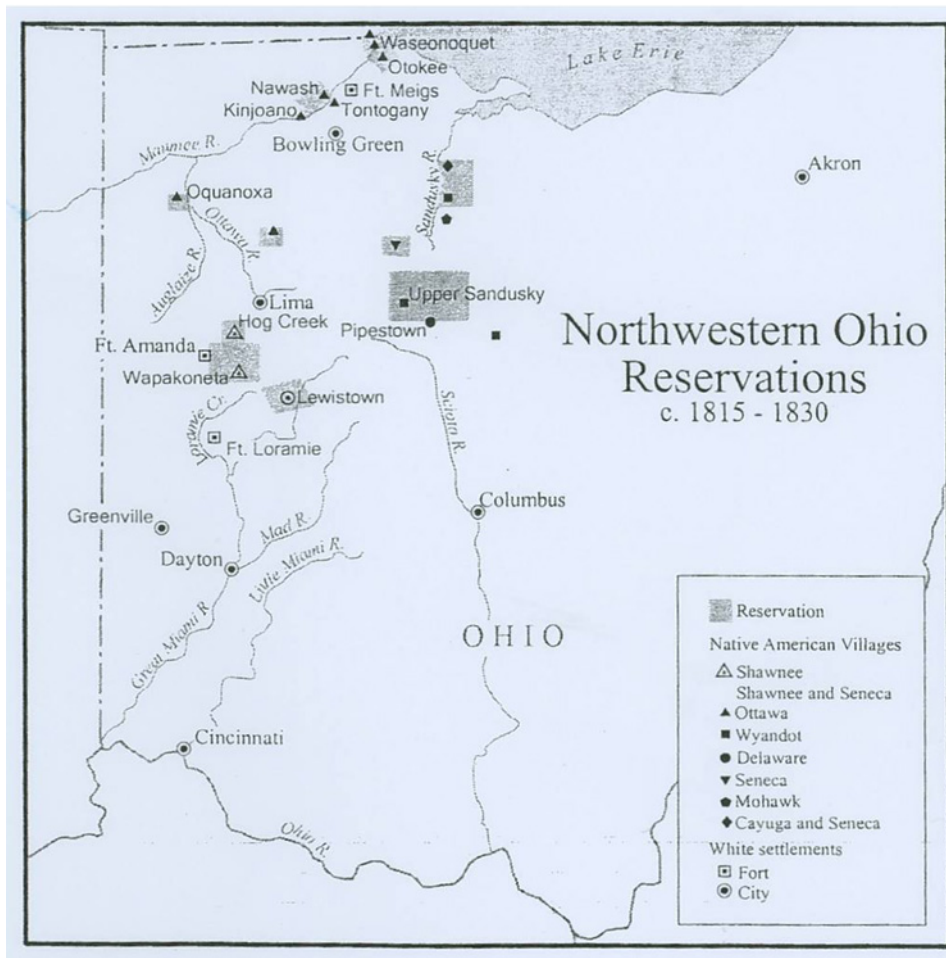 Lake Erie
Waseonoquet
Otokee
Nawash
Ft. Meigs
Kinjoano
Tontogany
Bowling Green
Maumee R.
Sandusky R.
Akron
Oquanoxa
Ottawa R.
Auglaize R.
Lima
Hog Creek
Upper Sandusky
Pipestown
Ft. Amanda
Wapakoneta
Lewistown
Northwestern Ohio
Reservations
c. 1815 - 1830
Loramie Cr.
Ft. Loramie
Sciota R.
Greenville
Columbus
Mad R.
Dayton
Little Miami R.
Great Miami R.
OHIO
Cincinnati
Ohio R.
Reservation
Native American Villages
Shawnee
Shawnee and Seneca
Ottawa
Wyandot
Delaware
Seneca
Mohawk
Cayuga and Seneca
White settlements
Fort
City